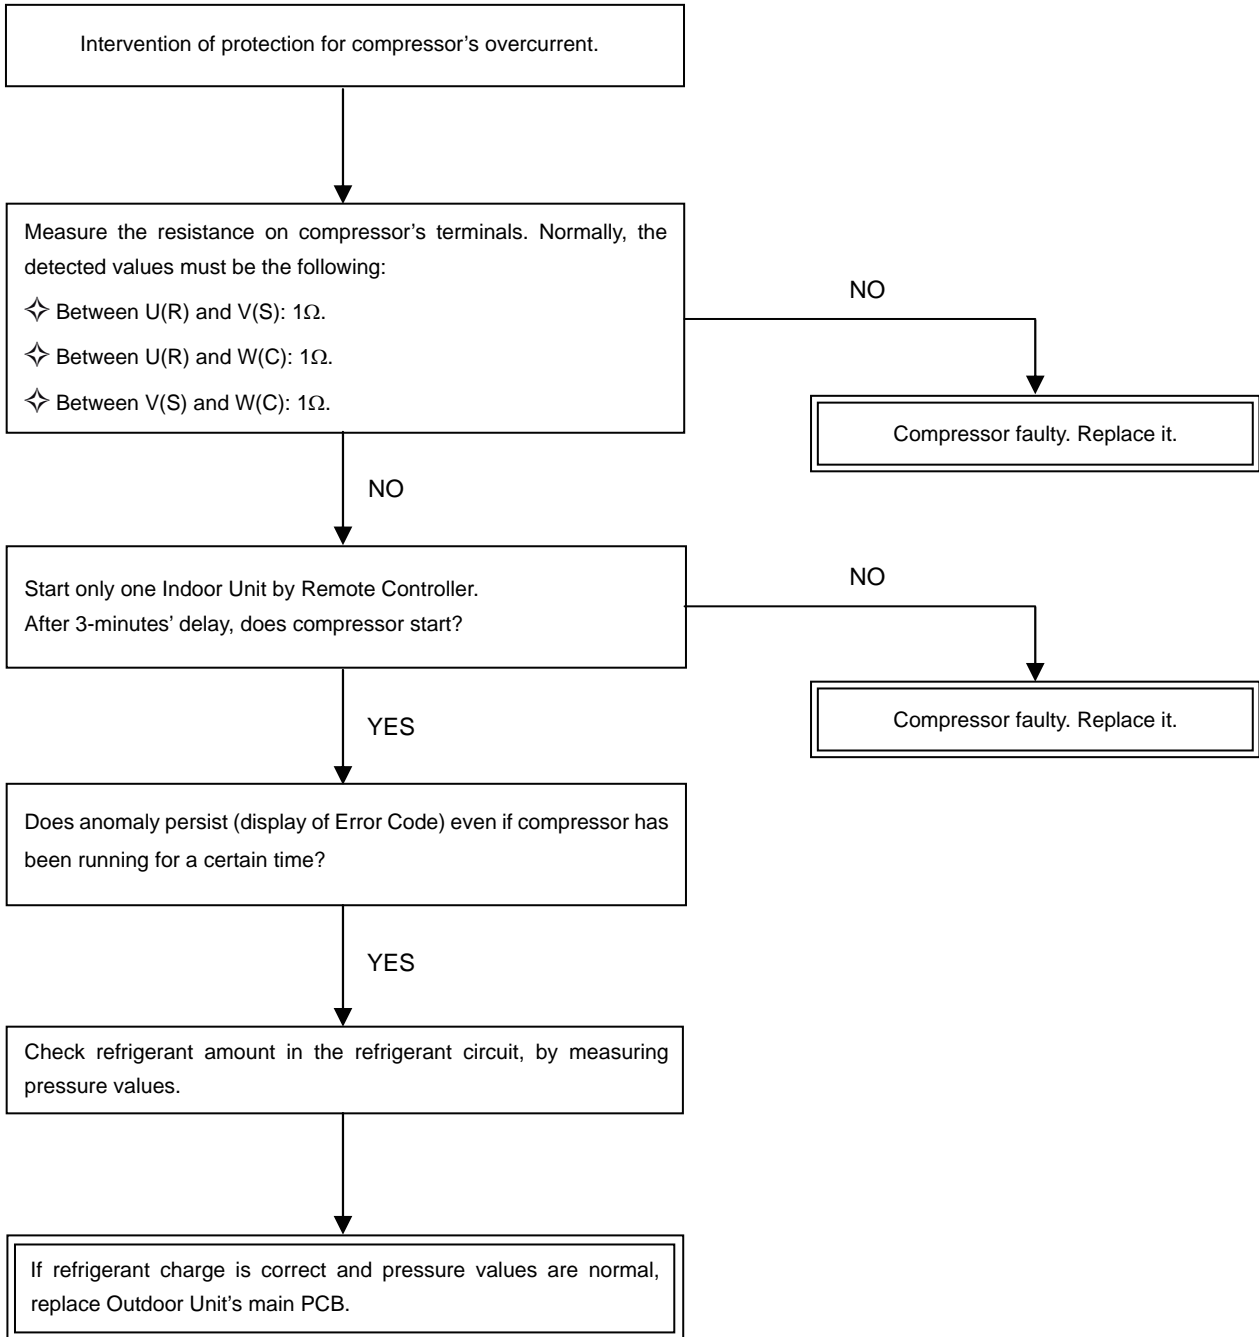 Intervention of protection for compressor’s overcurrent.
Measure the resistance on compressor’s terminals. Normally, the
detected values must be the following:
✧ Between U(R) and V(S): 1Ω.
✧ Between U(R) and W(C): 1Ω.
✧ Between V(S) and W(C): 1Ω.
NO
Compressor faulty. Replace it.
NO
Start only one Indoor Unit by Remote Controller.
After 3-minutes’ delay, does compressor start?
NO
Compressor faulty. Replace it.
YES
Does anomaly persist (display of Error Code) even if compressor has
been running for a certain time?
YES
Check refrigerant amount in the refrigerant circuit, by measuring
pressure values.
If refrigerant charge is correct and pressure values are normal,
replace Outdoor Unit’s main PCB.